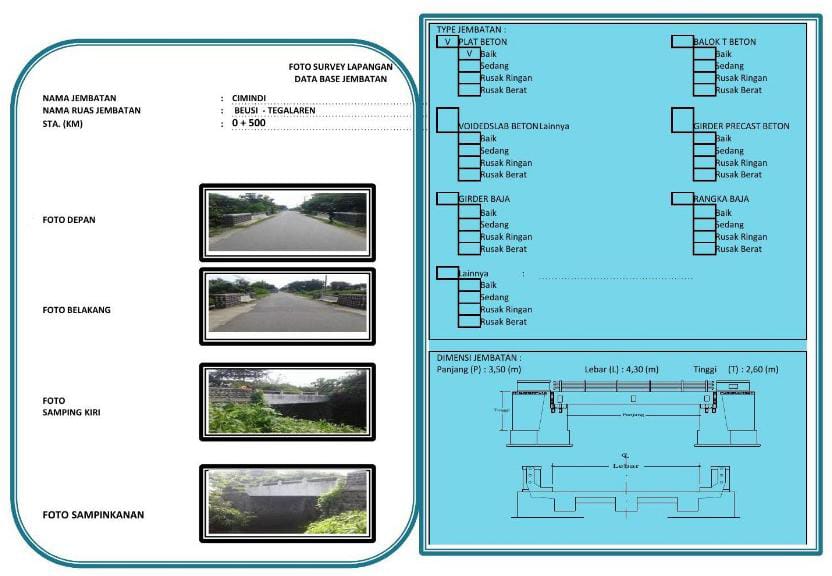 FOTO SURVEY LAPANGAN
DATA BASE JEMBATAN
NAMA JEMBATAN : CIMINDI
NAMA RUAS JEMBATAN : BEUSI - TEGALAREN
STA. (KM) : 0 + 500
FOTO DEPAN
FOTO BELAKANG
FOTO
SAMPING KIRI
FOTO SAMPINKANAN
TYPE JEMBATAN :
V PLAT BETON
V Baik
Sedang
Rusak Ringan
Rusak Berat
BALOK T BETON
Baik
Sedang
Rusak Ringan
Rusak Berat
VOIDEDSLAB BETONLainnya
Baik
Sedang
Rusak Ringan
Rusak Berat
GIRDER PRECAST BETON
Baik
Sedang
Rusak Ringan
Rusak Berat
GIRDER BAJA
Baik
Sedang
Rusak Ringan
Rusak Berat
RANGKA BAJA
Baik
Sedang
Rusak Ringan
Rusak Berat
Lainnya :
Baik
Sedang
Rusak Ringan
Rusak Berat
DIMENSI JEMBATAN :
Panjang (P) : 3,50 (m) Lebar (L) : 4,30 (m) Tinggi (T) : 2,60 (m)
Tinggi
Panjang
Lebar